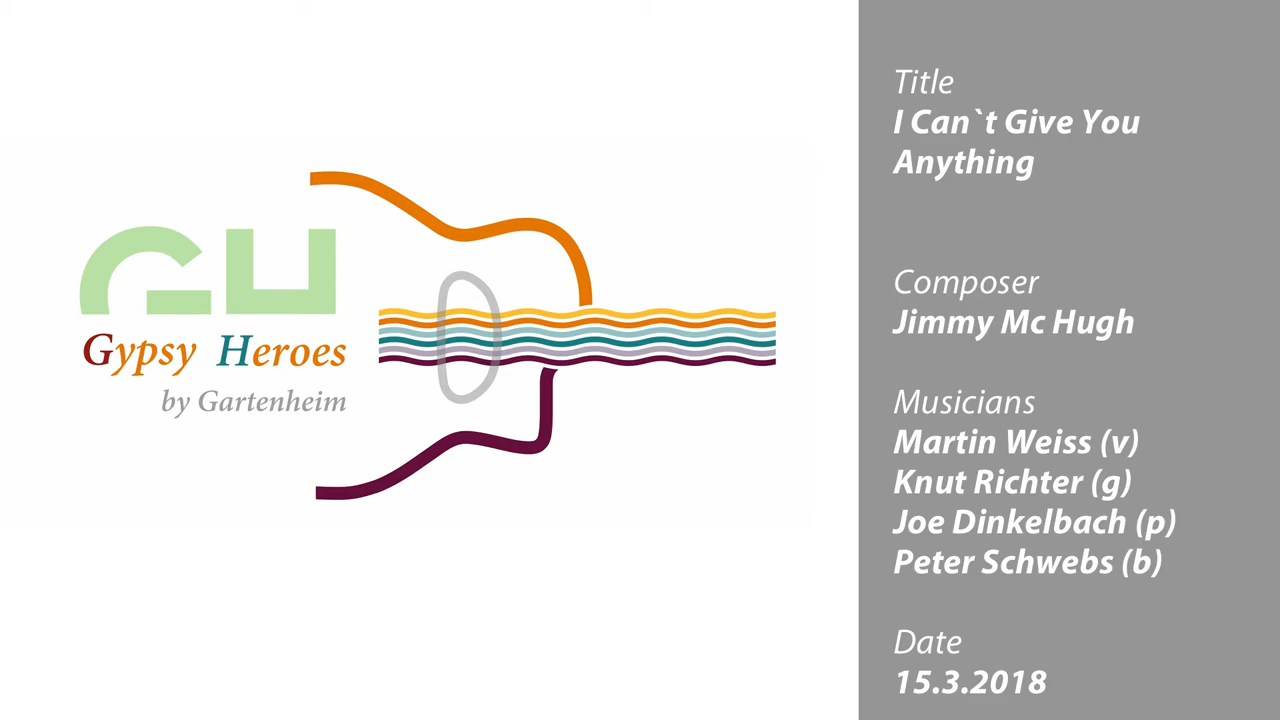 GH
Gypsy Heroes
by Gartenheim
Title
I Can`t Give You
Anything
Composer
Jimmy Mc Hugh
Musicians
Martin Weiss (v)
Knut Richter (g)
Joe Dinkelbach (p)
Peter Schwebs (b)
Date
15.3.2018